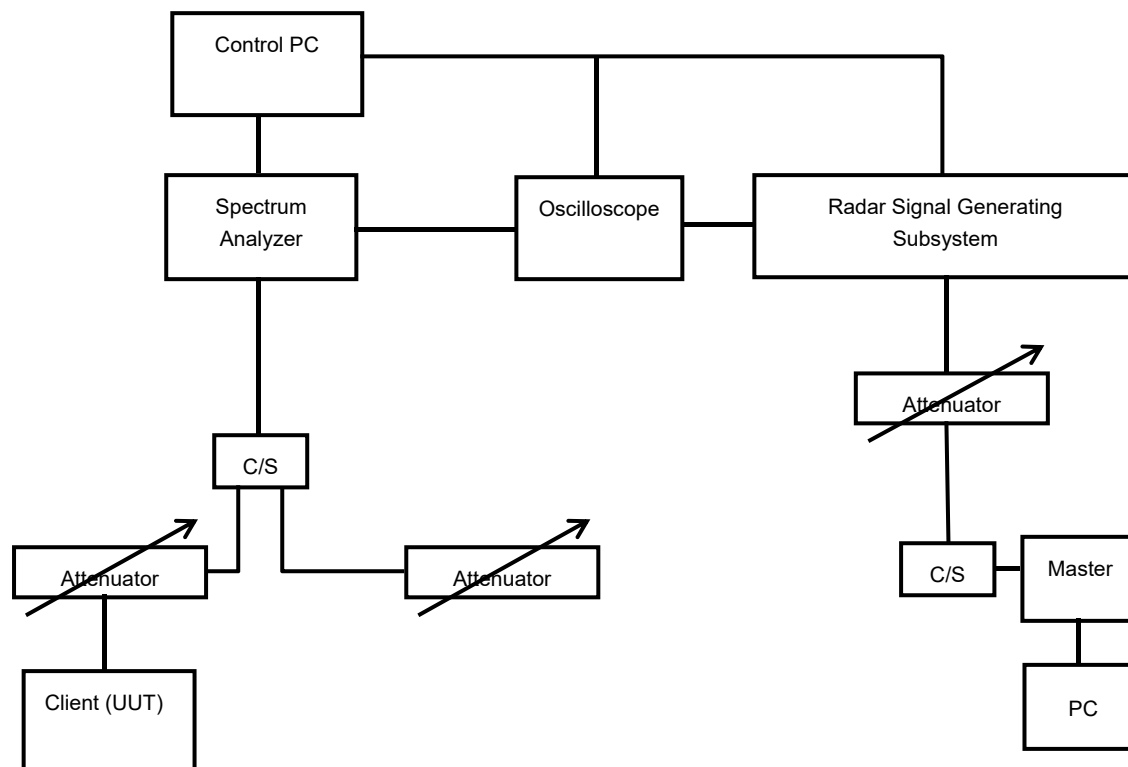 Control PC
Spectrum
Analyzer
Oscilloscope
Radar Signal Generating
Subsystem
Attenuator
C/S
Attenuator
Attenuator
C/S
Master
Client (UUT)
PC